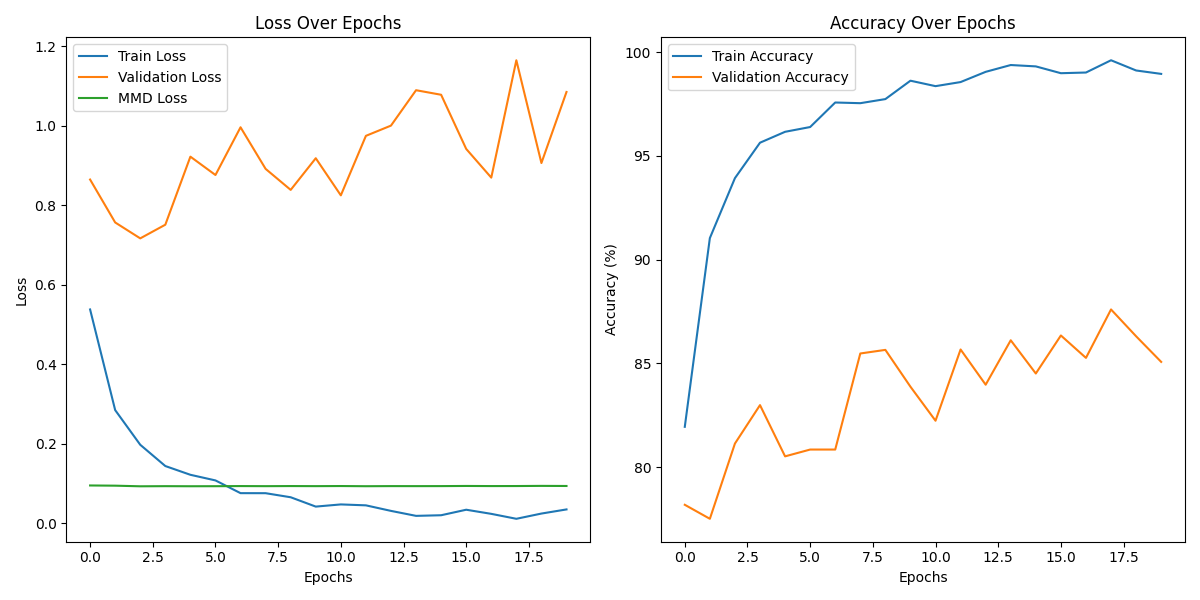 Loss Over Epochs
Train Loss
Validation Loss
MMD Loss
1.2
1.0
0.8
0.6
0.4
0.2
0.0
Loss
0.0 2.5 5.0 7.5 10.0 12.5 15.0 17.5
Epochs
Accuracy Over Epochs
Train Accuracy
Validation Accuracy
100
95
90
85
80
Accuracy (%)
0.0 2.5 5.0 7.5 10.0 12.5 15.0 17.5
Epochs